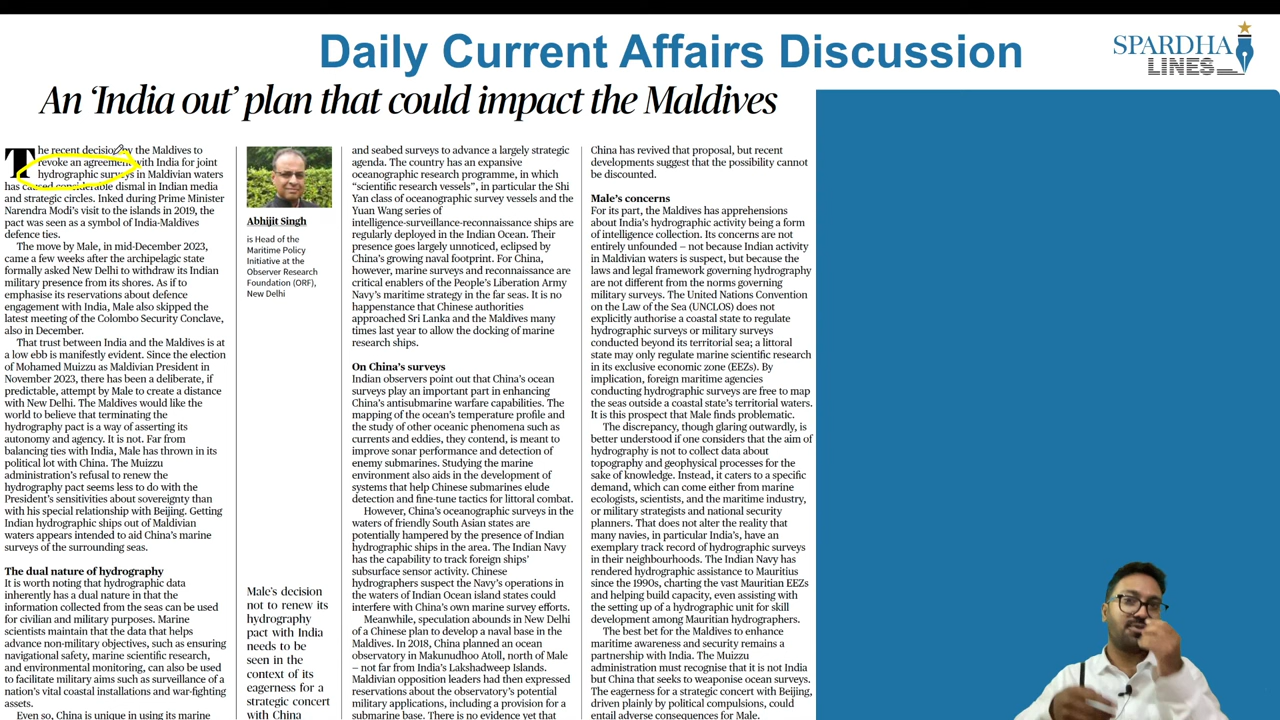 Daily Current Affairs Discussion
SPARDHA
LINES
An ‘India out’ plan that could impact the Maldives
The recent decision by the Maldives to
revoke an agreement with India for joint
hydrographic surveys in Maldivian waters
has caused considerable dismal in Indian media
and strategic circles. Inked during Prime Minister
Narendra Modi’s visit to the islands in 2019, the
pact was seen as a symbol of India-Maldives
defence ties.
The move by Male, in mid-December 2023,
came a few weeks after the archipelagic state
formally asked New Delhi to withdraw its Indian
military presence from its shores. As if to
emphasise its reservations about defence
engagement with India, Male also skipped the
latest meeting of the Colombo Security Conclave,
also in December.
That trust between India and the Maldives is at
a low ebb is manifestly evident. Since the election
of Mohamed Muizzu as Maldivian President in
November 2023, there has been a deliberate, if
predictable, attempt by Male to create a distance
with New Delhi. The Maldives would like the
world to believe that terminating the
hydrography pact is a way of asserting its
autonomy and agency. It is not. Far from
balancing ties with India, Male has thrown in its
political lot with China. The Muizzu
administration’s refusal to renew the
hydrography pact seems less to do with the
President’s sensitivities about sovereignty than
with his special relationship with Beijing. Getting
Indian hydrographic ships out of Maldivian
waters appears intended to aid China’s marine
surveys of the surrounding seas.
The dual nature of hydrography
It is worth noting that hydrographic data
inherently has a dual nature in that the
information collected from the seas can be used
for civilian and military purposes. Marine
scientists maintain that the data that helps
advance non-military objectives, such as ensuring
navigational safety, marine scientific research,
and environmental monitoring, can also be used
to facilitate military aims such as surveillance of a
nation’s vital coastal installations and war-fighting
assets.
Even so, China is unique in using its marine
Abhijit Singh
is Head of the
Maritime Policy
Initiative at the
Observer Research
Foundation (ORF),
New Delhi
Male’s decision
not to renew its
hydrography
pact with India
needs to be
seen in the
context of its
eagerness for a
strategic concert
with China
and seabed surveys to advance a largely strategic
agenda. The country has an expansive
oceanographic research programme, in which
“scientific research vessels”, in particular the Shi
Yan class of oceanographic survey vessels and the
Yuan Wang series of
intelligence-surveillance-reconnaissance ships are
regularly deployed in the Indian Ocean. Their
presence goes largely unnoticed, eclipsed by
China’s growing naval footprint. For China,
however, marine surveys and reconnaissance are
critical enablers of the People’s Liberation Army
Navy’s maritime strategy in the far seas. It is no
happenstance that Chinese authorities
approached Sri Lanka and the Maldives many
times last year to allow the docking of marine
research ships.
On China’s surveys
Indian observers point out that China’s ocean
surveys play an important part in enhancing
China’s antisubmarine warfare capabilities. The
mapping of the ocean’s temperature profile and
the study of other oceanic phenomena such as
currents and eddies, they contend, is meant to
improve sonar performance and detection of
enemy submarines. Studying the marine
environment also aids in the development of
systems that help Chinese submarines elude
detection and fine-tune tactics for littoral combat.
However, China’s oceanographic surveys in the
waters of friendly South Asian states are
potentially hampered by the presence of Indian
hydrographic ships in the area. The Indian Navy
has the capability to track foreign ships’
subsurface sensor activity. Chinese
hydrographers suspect the Navy’s operations in
the waters of Indian Ocean island states could
interfere with China’s own marine survey efforts.
Meanwhile, speculation abounds in New Delhi
of a Chinese plan to develop a naval base in the
Maldives. In 2018, China planned an ocean
observatory in Makunudhoo Atoll, north of Male
— not far from India’s Lakshadweep Islands.
Maldivian opposition leaders had then expressed
reservations about the observatory’s potential
military applications, including a provision for a
submarine base. There is no evidence yet that
China has revived that proposal, but recent
developments suggest that the possibility cannot
be discounted.
Male’s concerns
For its part, the Maldives has apprehensions
about India’s hydrographic activity being a form
of intelligence collection. Its concerns are not
entirely unfounded — not because Indian activity
in Maldivian waters is suspect, but because the
laws and legal framework governing hydrography
are not different from the norms governing
military surveys. The United Nations Convention
on the Law of the Sea (UNCLOS) does not
explicitly authorise a coastal state to regulate
hydrographic surveys or military surveys
conducted beyond its territorial sea; a littoral
state may only regulate marine scientific research
in its exclusive economic zone (EEZs). By
implication, foreign maritime agencies
conducting hydrographic surveys are free to map
the seas outside a coastal state’s territorial waters.
It is this prospect that Male finds problematic.
The discrepancy, though glaring outwardly, is
better understood if one considers that the aim of
hydrography is not to collect data about
topography and geophysical processes for the
sake of knowledge. Instead, it caters to a specific
demand, which can come either from marine
ecologists, scientists, and the maritime industry,
or military strategists and national security
planners. That does not alter the reality that
many navies, in particular India’s, have an
exemplary track record of hydrographic surveys
in their neighbourhoods. The Indian Navy has
rendered hydrographic assistance to Mauritius
since the 1990s, charting the vast Mauritian EEZs
and helping build capacity, even assisting with
the setting up of a hydrographic unit for skill
development among Mauritian hydrographers.
The best bet for the Maldives to enhance
maritime awareness and security remains a
partnership with India. The Muizzu
administration must recognise that it is not India
but China that seeks to weaponise ocean surveys.
The eagerness for a strategic concert with Beijing,
driven plainly by political compulsions, could
entail adverse consequences for Male.